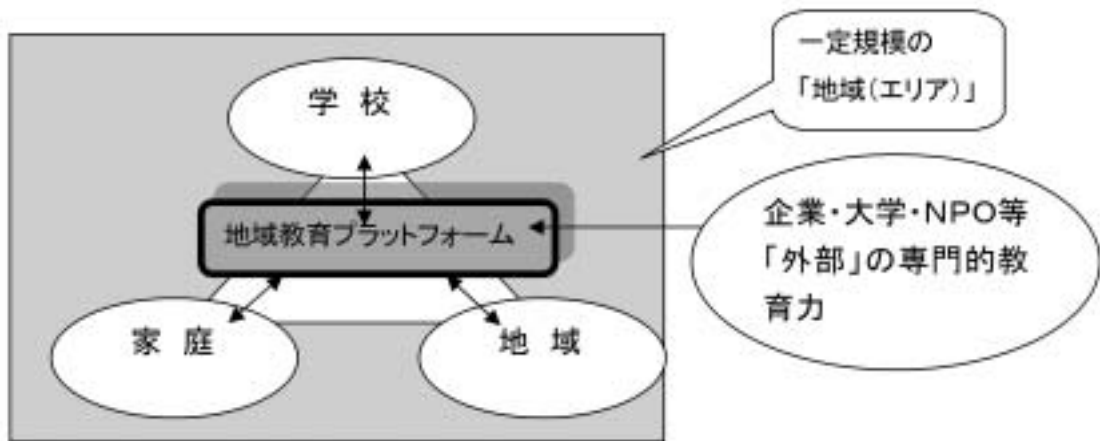 一定規模の
「地域(エリア)」
学 校
地域教育プラットフォーム
企業・大学・NPO等
「外部」の専門的教
育力
家 庭
地 域